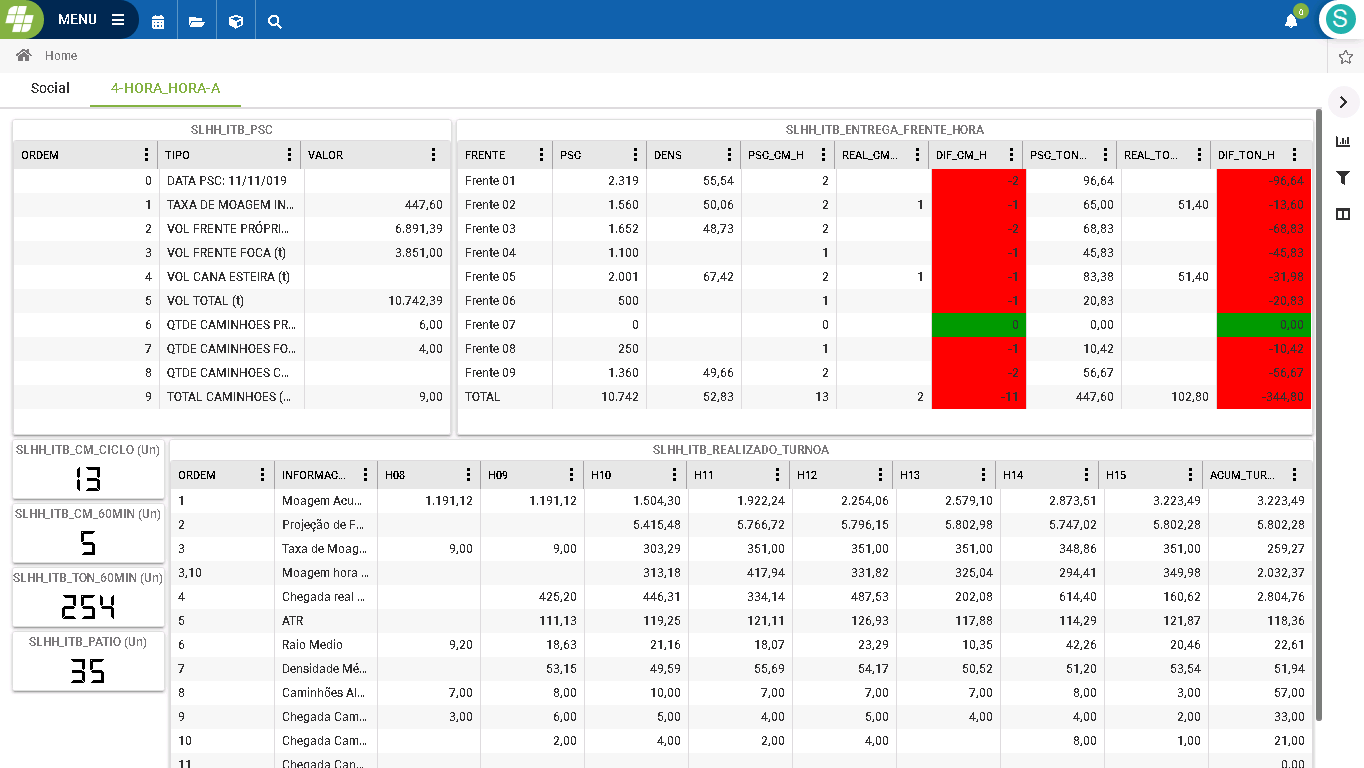 MENU
0
S
Home
Social 4-HORA_HORA-A
SLHH_ITB_PSC
ORDEM TIPO VALOR
0 DATA PSC: 11/11/019
1 TAXA DE MOAGEM IN... 447,60
2 VOL FRENTE PRÓPRI... 6.891,39
3 VOL FRENTE FOCA (t) 3.851,00
4 VOL CANA ESTEIRA (t)
5 VOL TOTAL (t) 10.742,39
6 QTDE CAMINHOES PR... 6,00
7 QTDE CAMINHOES FO... 4,00
8 QTDE CAMINHOES C...
9 TOTAL CAMINHOES (... 9,00
SLHH_ITB_ENTREGA_FRENTE_HORA
FRENTE PSC DENS PSC_CM_H REAL_CM... DIF_CM_H PSC_TON... REAL_TO... DIF_TON_H
Frente 01 2.319 55,54 2 -2 96,64 -96,64
Frente 02 1.560 50,06 2 1 -1 65,00 51,40 -13,60
Frente 03 1.652 48,73 2 -2 68,83 -68,83
Frente 04 1.100 1 -1 45,83 -45,83
Frente 05 2.001 67,42 2 1 -1 83,38 51,40 -31,98
Frente 06 500 1 -1 20,83 -20,83
Frente 07 0 0 0 0,00 0,00
Frente 08 250 1 -1 10,42 -10,42
Frente 09 1.360 49,66 2 -2 56,67 -56,67
TOTAL 10.742 52,83 13 2 -11 447,60 102,80 -344,80
SLHH_ITB_CM_CICLO (Un)
13
SLHH_ITB_CM_60MIN (Un)
5
SLHH_ITB_TON_60MIN (Un)
254
SLHH_ITB_PATIO (Un)
35
SLHH_ITB_REALIZADO_TURNOA
ORDEM INFORMAC... H08 H09 H10 H11 H12 H13 H14 H15 ACUM_TUR...
1 Moagem Acu... 1.191,12 1.191,12 1.504,30 1.922,24 2.254,06 2.579,10 2.873,51 3.223,49 3.223,49
2 Projeção de F... 5.415,48 5.766,72 5.796,15 5.802,98 5.747,02 5.802,28 5.802,28
3 Taxa de Moag... 9,00 9,00 303,29 351,00 351,00 351,00 348,86 351,00 259,27
3,10 Moagem hora ... 313,18 417,94 331,82 325,04 294,41 349,98 2.032,37
4 Chegada real ... 425,20 446,31 334,14 487,53 202,08 614,40 160,62 2.804,76
5 ATR 111,13 119,25 121,11 126,93 117,88 114,29 121,87 118,36
6 Raio Medio 9,20 18,63 21,16 18,07 23,29 10,35 42,26 20,46 22,61
7 Densidade Mé... 53,15 49,59 55,69 54,17 50,52 51,20 53,54 51,94
8 Caminhões Al... 7,00 8,00 10,00 7,00 7,00 7,00 8,00 3,00 57,00
9 Chegada Cam... 3,00 6,00 5,00 4,00 5,00 4,00 4,00 2,00 33,00
10 Chegada Cam... 2,00 4,00 2,00 4,00 8,00 1,00 21,00
11 Chegada Can... 0,00